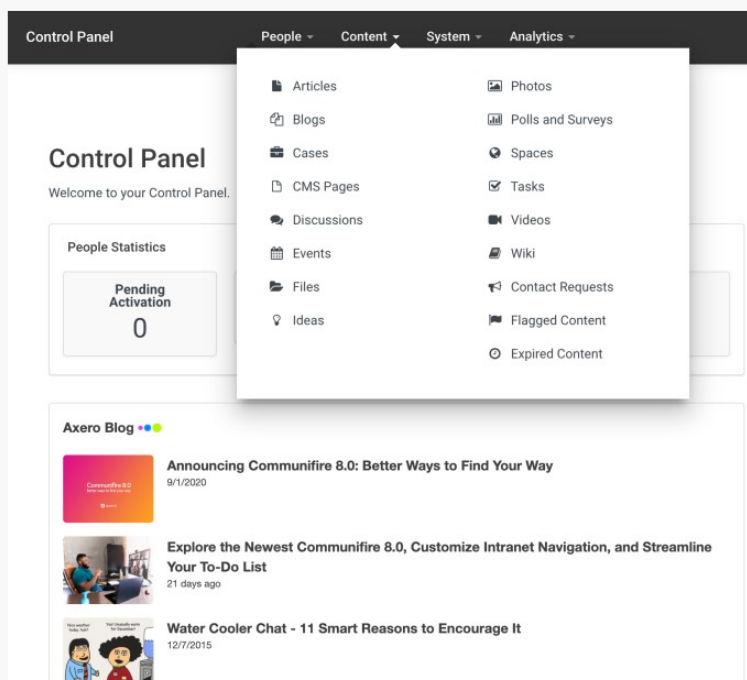 Control Panel
People
Content
System
Analytics
Articles
Blogs
Cases
CMS Pages
Discussions
Events
Files
Ideas
Photos
Polls and Surveys
Spaces
Tasks
Videos
Wiki
Contact Requests
Flagged Content
Expired Content
Control Panel
Welcome to your Control Panel.
People Statistics
Pending
Activation
0
Axero Blog
Communifire 8.0
Announcing Communifire 8.0: Better Ways to Find Your Way
9/1/2020
Explore the Newest Communifire 8.0, Customize Intranet Navigation, and Streamline
Your To-Do List
21 days ago
Water Cooler Chat - 11 Smart Reasons to Encourage It
12/7/2015